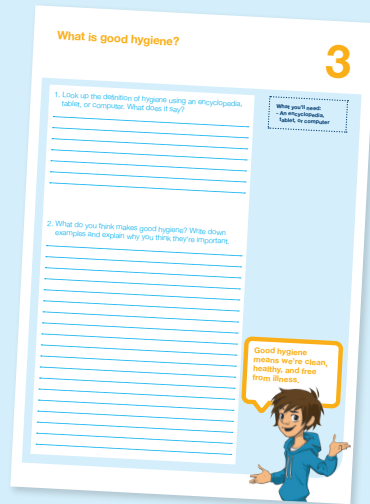 What is good hygiene?
3
1. Look up the definition of hygiene using an encyclopedia,
tablet, or computer. What does it say?
What you'll need:
- An encyclopedia,
tablet, or computer
2. What do you think makes good hygiene? Write down
examples and explain why you think they're important.
Good hygiene
means we're clean,
healthy, and free
from illness.